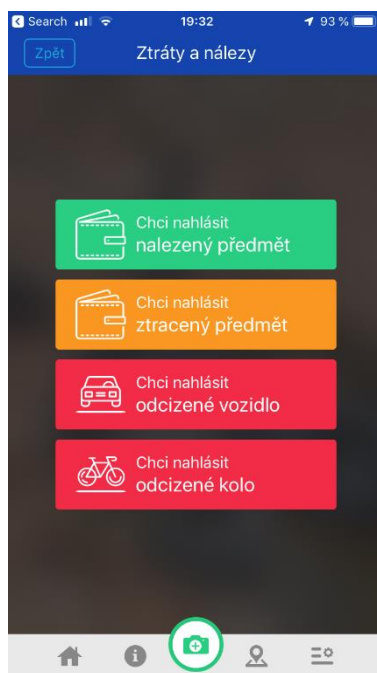 Search 19:32 93 %
Zpět Ztráty a nálezy
Chci nahlásit
nalezený předmět
Chci nahlásit
ztracený předmět
Chci nahlásit
odcizené vozidlo
Chci nahlásit
odcizené kolo